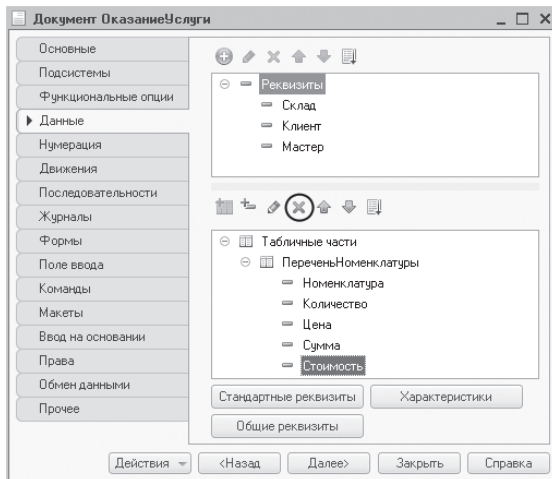 Документ ОказаниеУслуги
Основные
Подсистемы
Функциональные опции
Данные
Нумерация
Движения
Последовательности
Журналы
Формы
Поле ввода
Команды
Макеты
Ввод на основании
Права
Обмен данными
Прочее
Реквизиты
Склад
Клиент
Мастер
Табличные части
ПереченьНоменклатуры
Номенклатура
Количество
Цена
Сумма
Стоимость
Стандартные реквизиты
Характеристики
Общие реквизиты
Действия
<Назад
Далее>
Закрыть
Справка